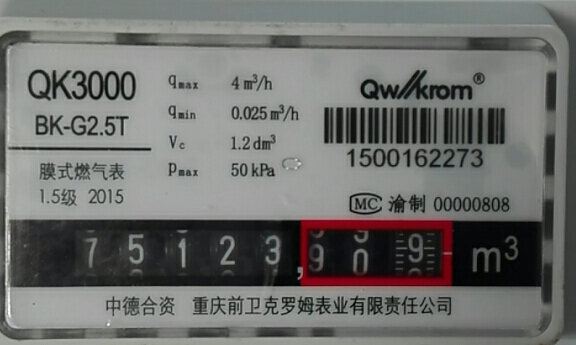 QK3000
BK-G2.5T
膜式燃气表
1.5级 2015
qmax 4 m³/h
qmin 0.025 m³/h
Vc 1.2 dm³
Pmax 50 kPa
Qw//krom®
1500162273
MC 渝制 00000808
75123,909 m³
中德合资 重庆前卫克罗姆表业有限责任公司